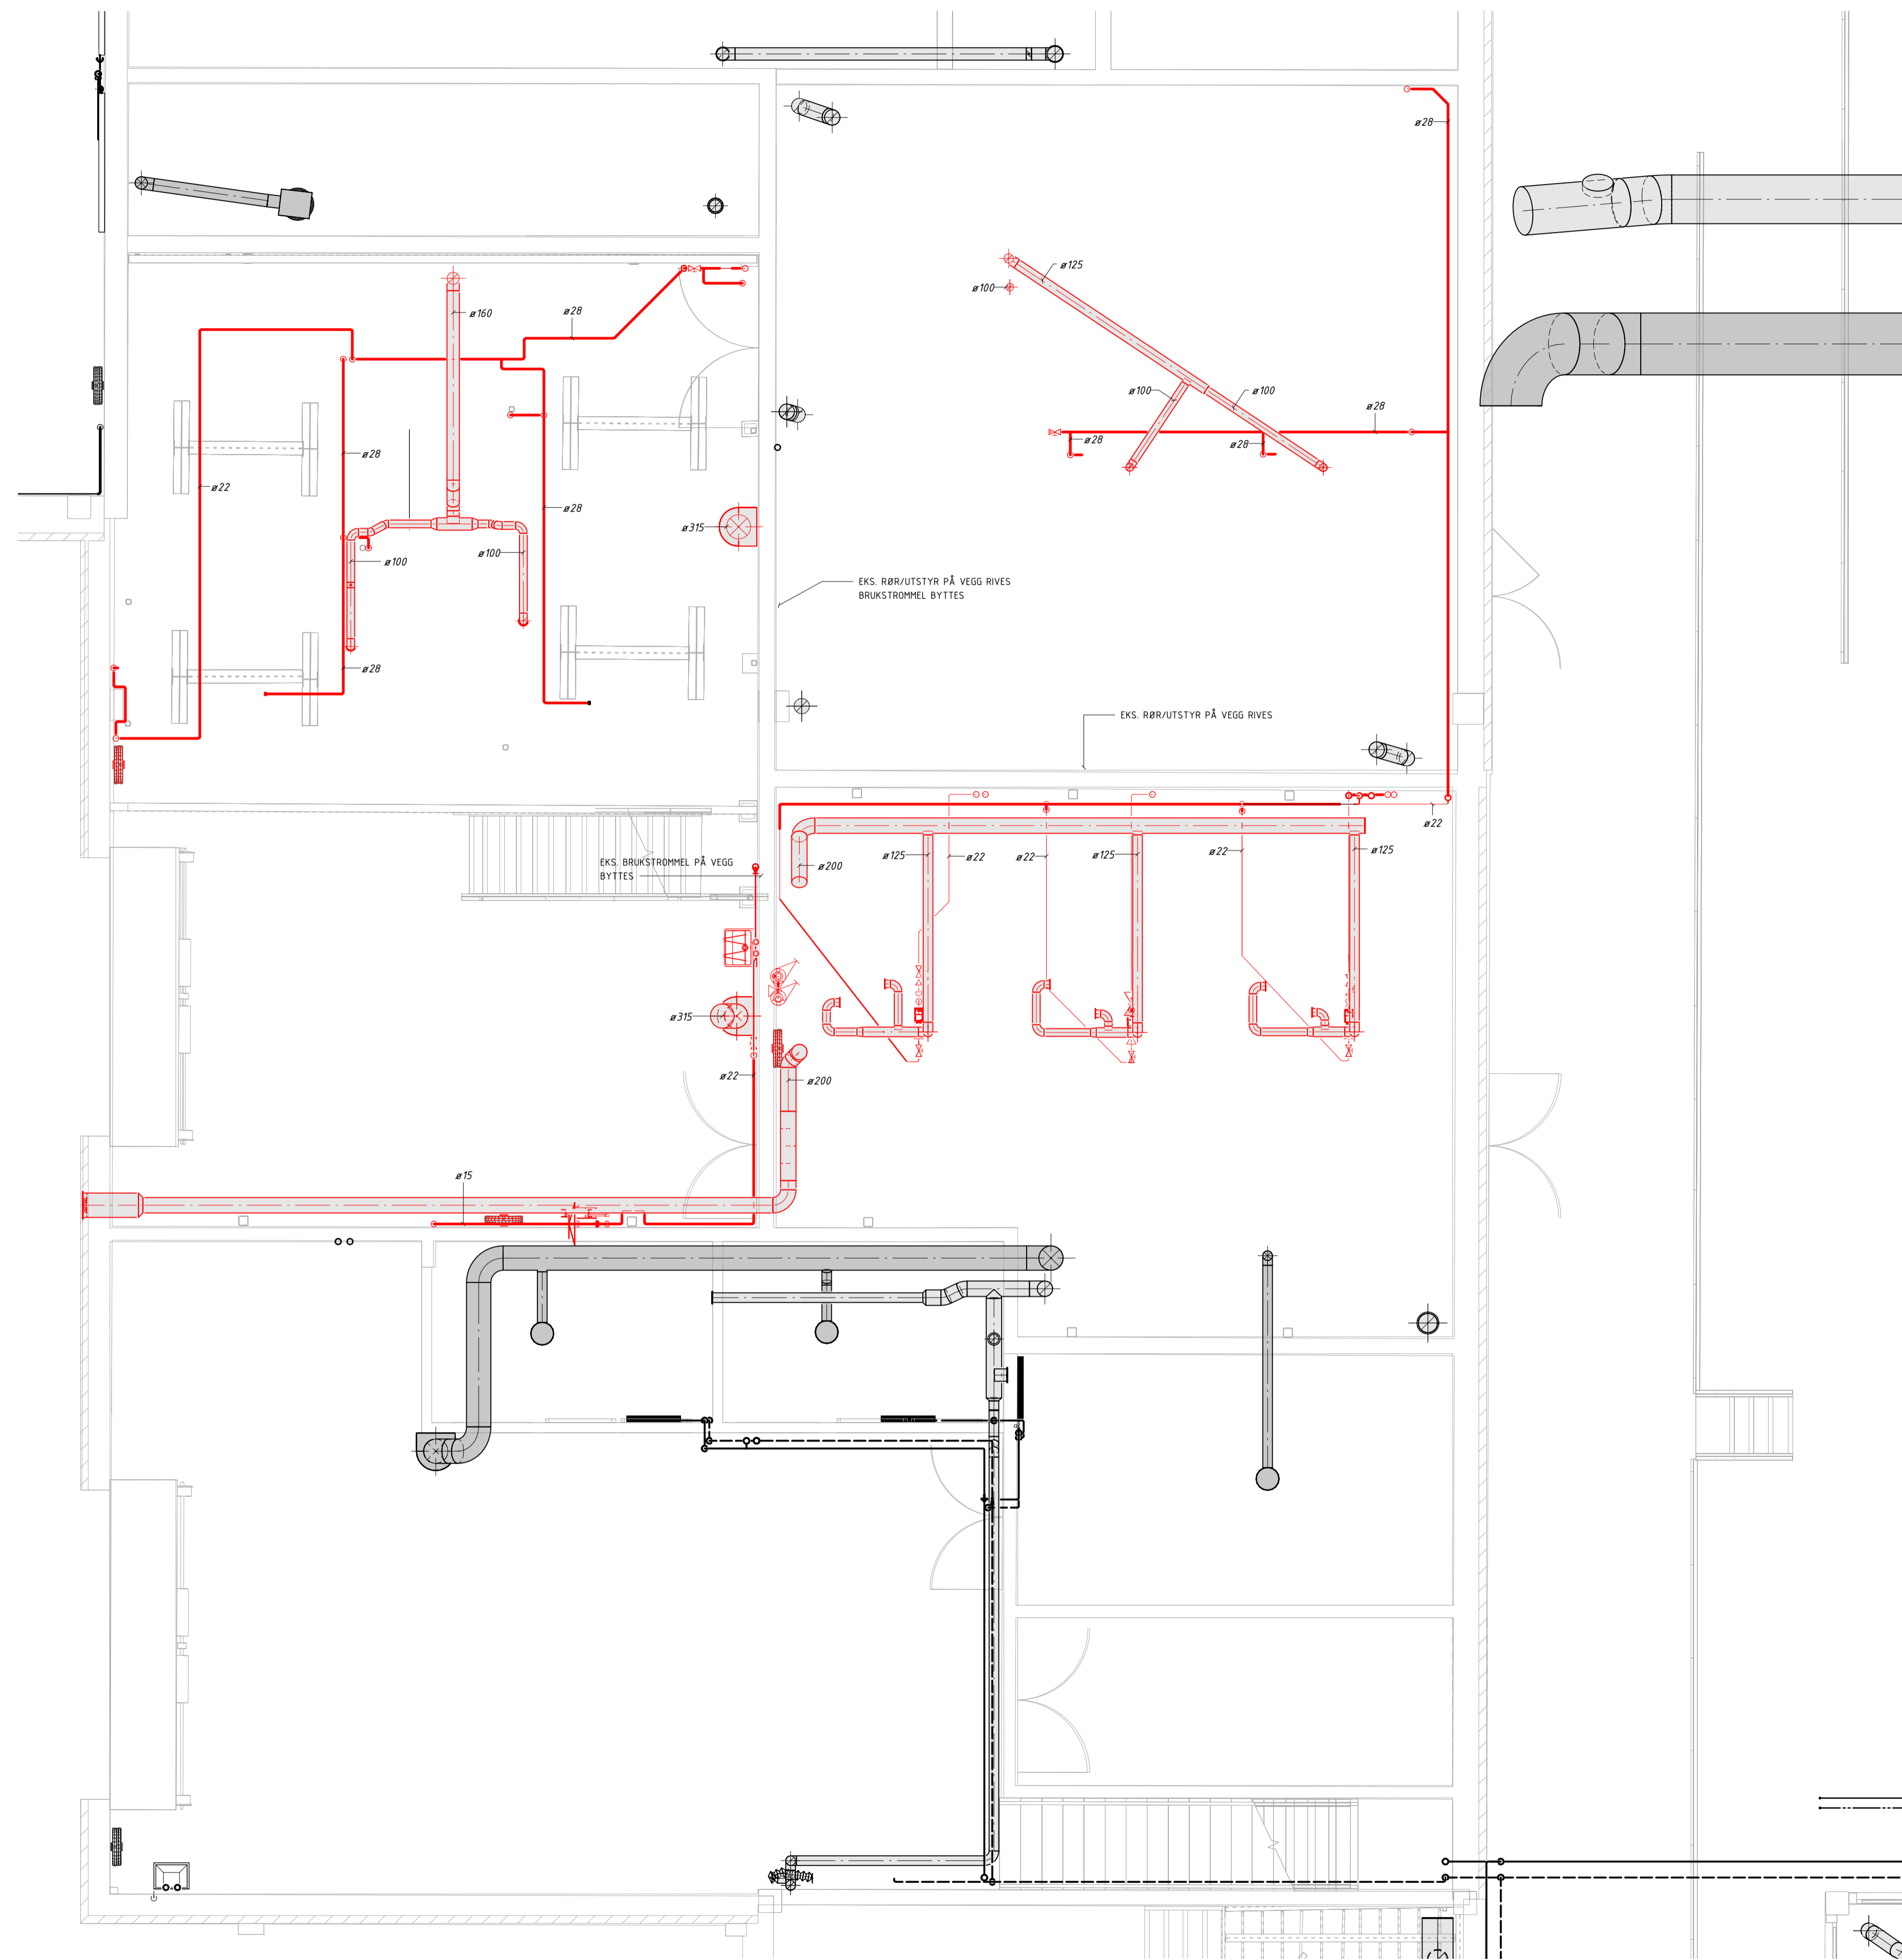 ø28
ø125
ø100
ø160
ø28
ø100
ø100
ø28
ø28
ø28
ø28
ø22
ø28
ø315
ø100
ø100
EKS. RØR/UTSTYR PÅ VEGG RIVES
BRUKSTROMMEL BYTTES
ø28
EKS. RØR/UTSTYR PÅ VEGG RIVES
ø22
EKS. BRUKSTROMMEL PÅ VEGG
BYTTES
ø200
ø125
ø22
ø22
ø125
ø22
ø125
ø315
ø22
ø200
ø15